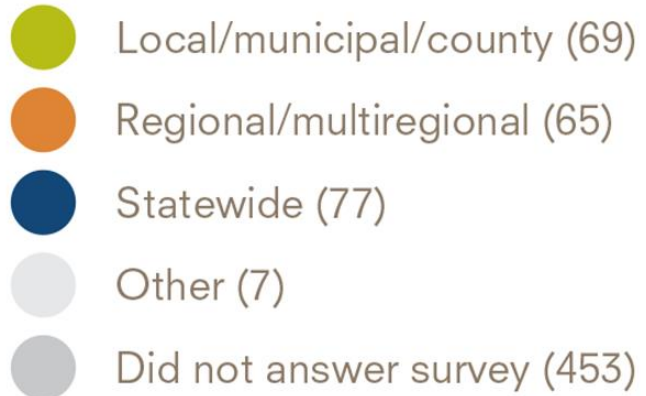 Local/municipal/county (69)
Regional/multiregional (65)
Statewide (77)
Other (7)
Did not answer survey (453)